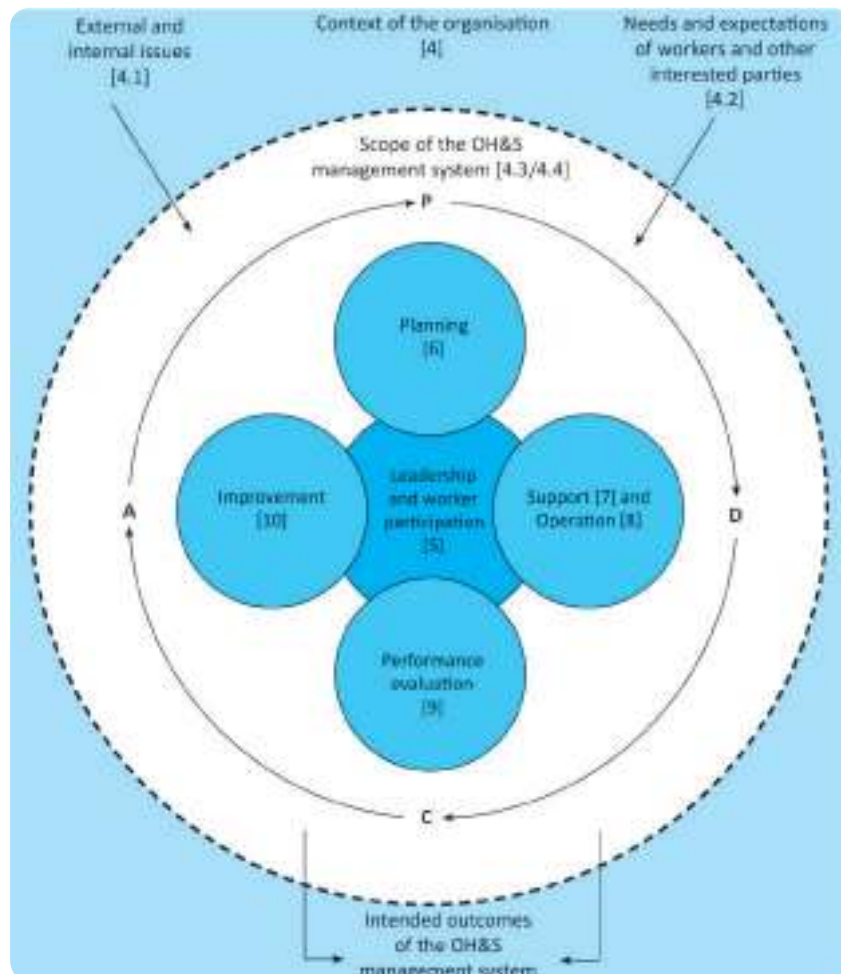 External and
internal issues
[4.1]
Context of the organisation
[4]
Needs and expectations
of workers and other
interested parties
[4.2]
Scope of the OH&S
management system [4.3/4.4]
P
Planning
[6]
Improvement
[10]
Leadership
and worker
participation
[5]
Support [7] and
Operation [8]
A
D
Performance
evaluation
[9]
C
Intended outcomes
of the OH&S
management system